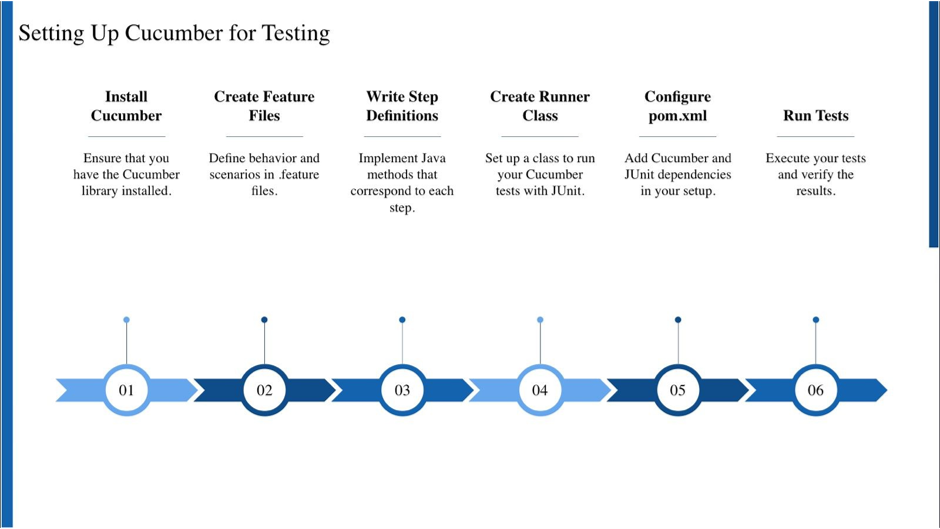 Setting Up Cucumber for Testing
Install
Cucumber
Ensure that you
have the Cucumber
library installed.
Create Feature
Files
Define behavior and
scenarios in .feature
files.
Write Step
Definitions
Implement Java
methods that
correspond to each
step.
Create Runner
Class
Set up a class to run
your Cucumber
tests with JUnit.
Configure
pom.xml
Add Cucumber and
JUnit dependencies
in your setup.
Run Tests
Execute your tests
and verify the
results.
01
02
03
04
05
06